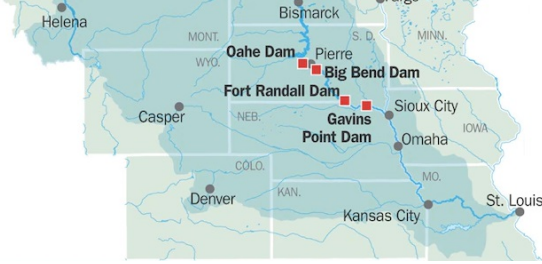 Bismarck
Helena
MONT.
S. D.
MINN.
Oahe Dam
Pierre
WYO.
Big Bend Dam
Fort Randall Dam
Casper
NEB.
Gavins
Point Dam
Sioux City
IOWA
Omaha
COLO.
KAN.
MO.
Denver
Kansas City
St. Louis